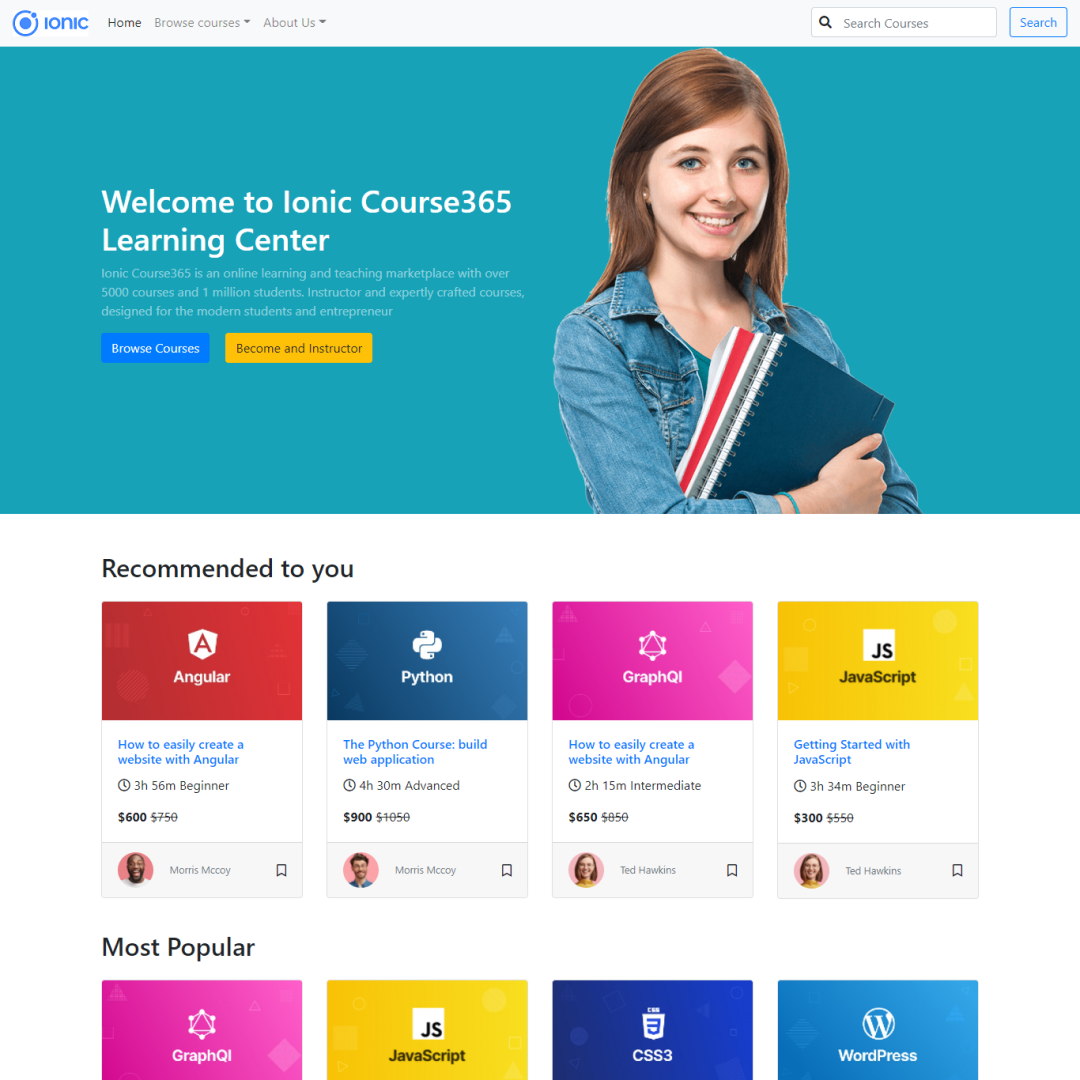 IONIC
Home Browse courses About Us
Search Courses
Search
Welcome to Ionic Course365
Learning Center
Ionic Course365 is an online learning and teaching marketplace with over
5000 courses and 1 million students. Instructor and expertly crafted courses,
designed for the modern students and entrepreneur
Browse Courses
Become and Instructor
Recommended to you
Angular
Python
GraphQl
JS
JavaScript
How to easily create a
website with Angular
3h 56m Beginner
$600 $750
Morris Mccoy
The Python Course: build
web application
4h 30m Advanced
$900 $1050
Morris Mccoy
How to easily create a
website with Angular
2h 15m Intermediate
$650 $850
Ted Hawkins
Getting Started with
JavaScript
3h 34m Beginner
$300 $550
Ted Hawkins
Most Popular
GraphQl
JS
JavaScript
CSS
3
CSS3
WordPress